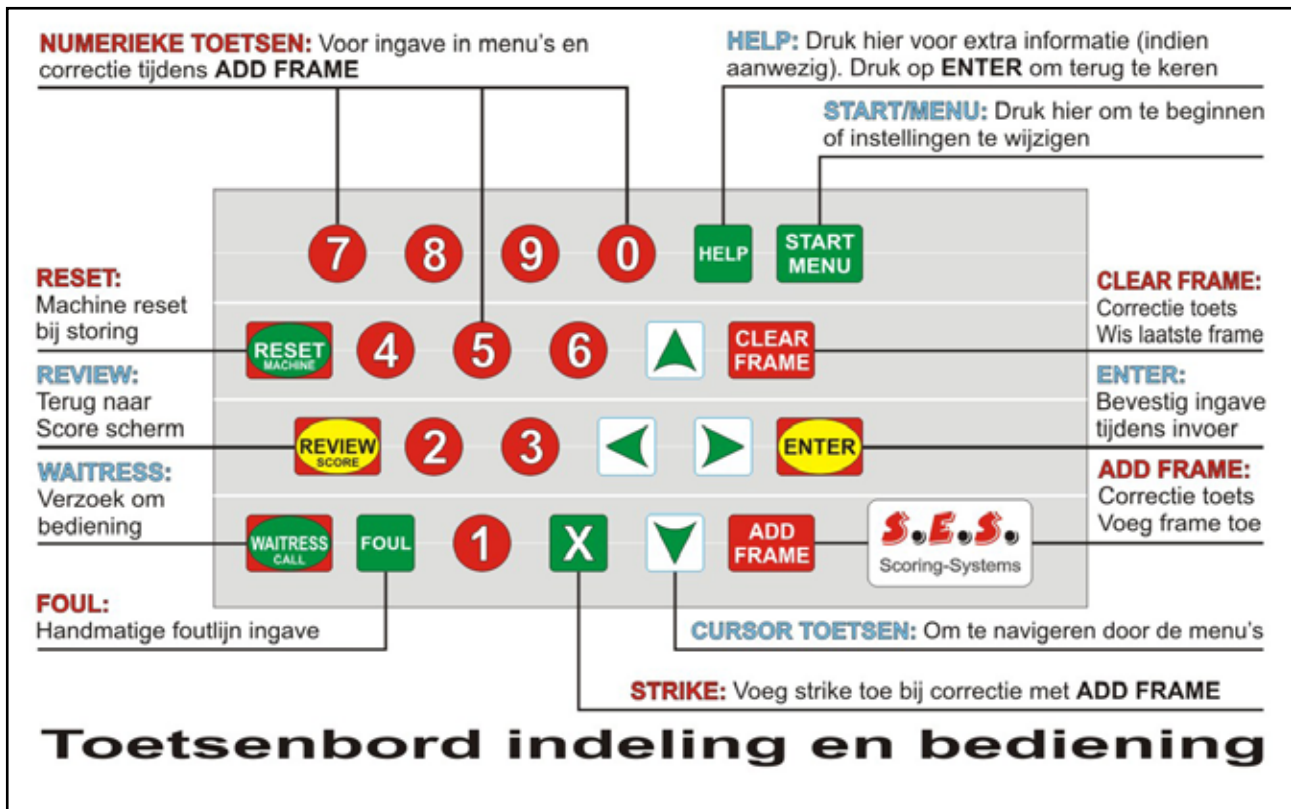 NUMERIEKE TOETSEN: Voor ingave in menu's en
correctie tijdens ADD FRAME
HELP: Druk hier voor extra informatie (indien
aanwezig). Druk op ENTER om terug te keren
START/MENU: Druk hier om te beginnen
of instellingen te wijzigen
7 8 9 0 HELP START
MENU
RESET:
Machine reset
bij storing
RESET
MACHINE
4 5 6 CLEAR
FRAME
CLEAR FRAME:
Correctie toets
Wis laatste frame
REVIEW:
Terug naar
Score scherm
REVIEW
SCORE
2 3 ENTER
ENTER:
Bevestig ingave
tijdens invoer
WAITRESS:
Verzoek om
bediening
WAITRESS
CALL
FOUL 1 X ADD
FRAME
S.E.S.
Scoring-Systems
ADD FRAME:
Correctie toets
Voeg frame toe
FOUL:
Handmatige foutlijn ingave
CURSOR TOETSEN: Om te navigeren door de menu's
STRIKE: Voeg strike toe bij correctie met ADD FRAME
Toetsenbord indeling en bediening